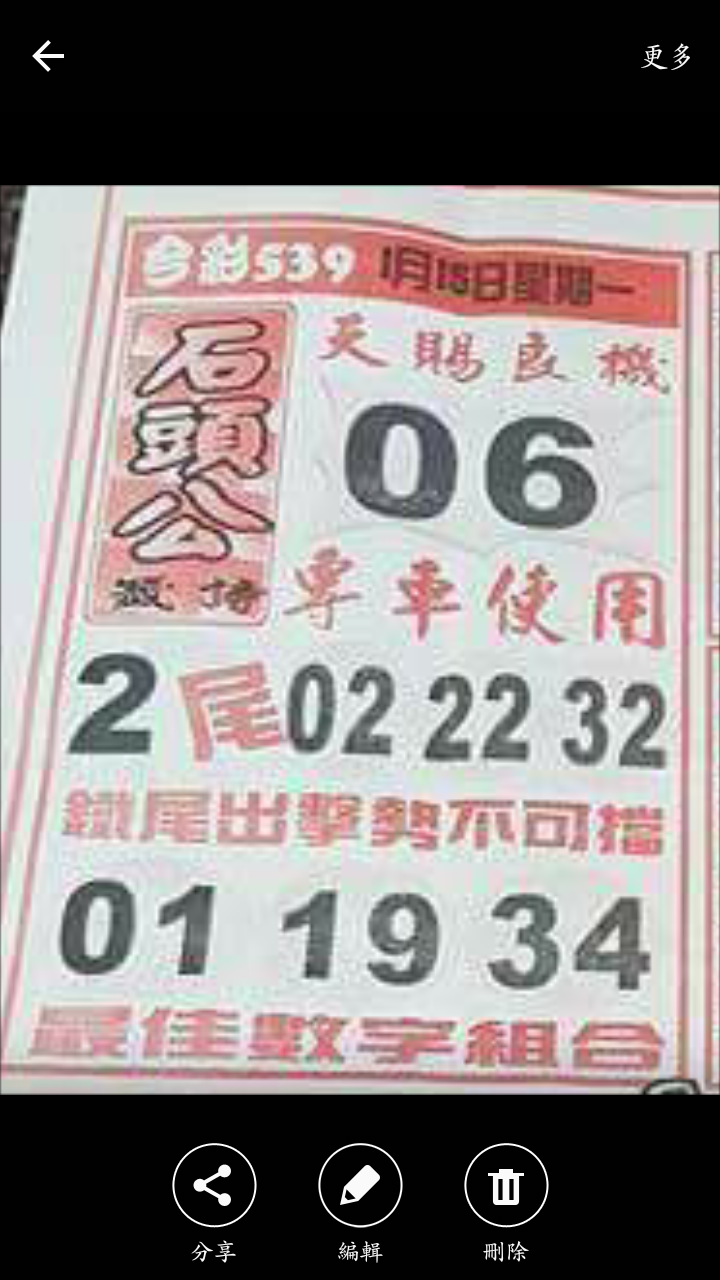 更多
今彩539 1月15日星期一
石頭公
天賜良機
06
專車使用
2尾 02 22 32
鐵尾出擊勢不可擋
01 19 34
最佳數字組合
分享 編輯 刪除